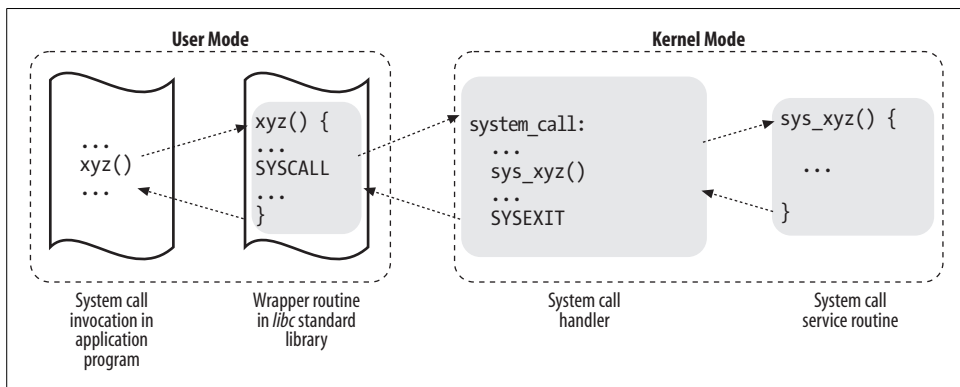 User Mode
Kernel Mode
...
xyz()
...
xyz() {
...
SYSCALL
...
}
system_call:
...
sys_xyz()
...
SYSEXIT
sys_xyz() {
...
}
System call
invocation in
application
program
Wrapper routine
in libc standard
library
System call
handler
System call
service routine